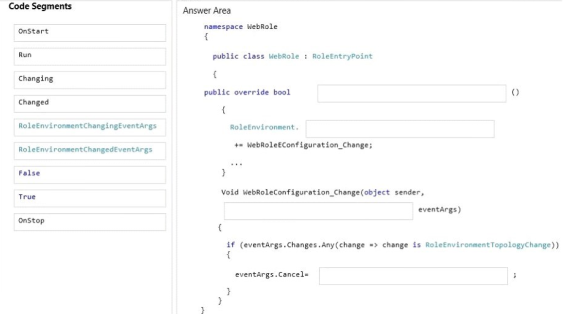 Code Segments
OnStart
Run
Changing
Changed
RoleEnvironmentChangingEventArgs
RoleEnvironmentChangedEventArgs
False
True
OnStop
Answer Area
namespace WebRole
{
public class WebRole : RoleEntryPoint
{
public override bool ()
{
RoleEnvironment.
+= WebRoleEConfiguration_Change;
...
}
Void WebRoleConfiguration_Change(object sender,
eventArgs)
{
if (eventArgs.Changes.Any(change => change is RoleEnvironmentTopologyChange))
{
eventArgs.Cancel= ;
}
}
}